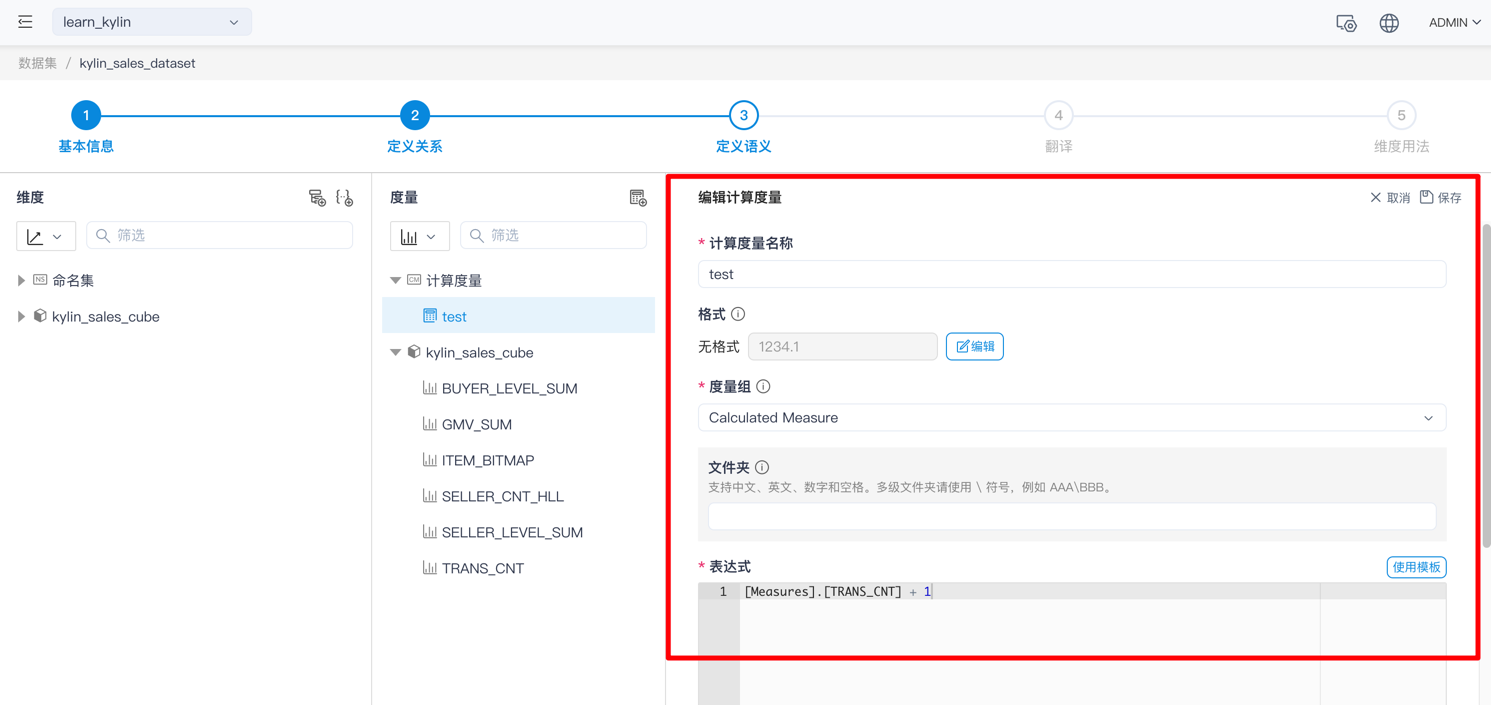 learn_kylin
ADMIN
数据集 / kylin_sales_dataset
1
2
3
4
5
基本信息
定义关系
定义语义
翻译
维度用法
维度
筛选
NS 命名集
kylin_sales_cube
度量
筛选
CM 计算度量
test
kylin_sales_cube
BUYER_LEVEL_SUM
GMV_SUM
ITEM_BITMAP
SELLER_CNT_HLL
SELLER_LEVEL_SUM
TRANS_CNT
编辑计算度量
取消 保存
* 计算度量名称
test
格式
无格式 1234.1 编辑
* 度量组
Calculated Measure
文件夹
支持中文、英文、数字和空格。多级文件夹请使用 \ 符号，例如 AAA\BBB。
* 表达式
使用模板
1 [Measures].[TRANS_CNT] + 1